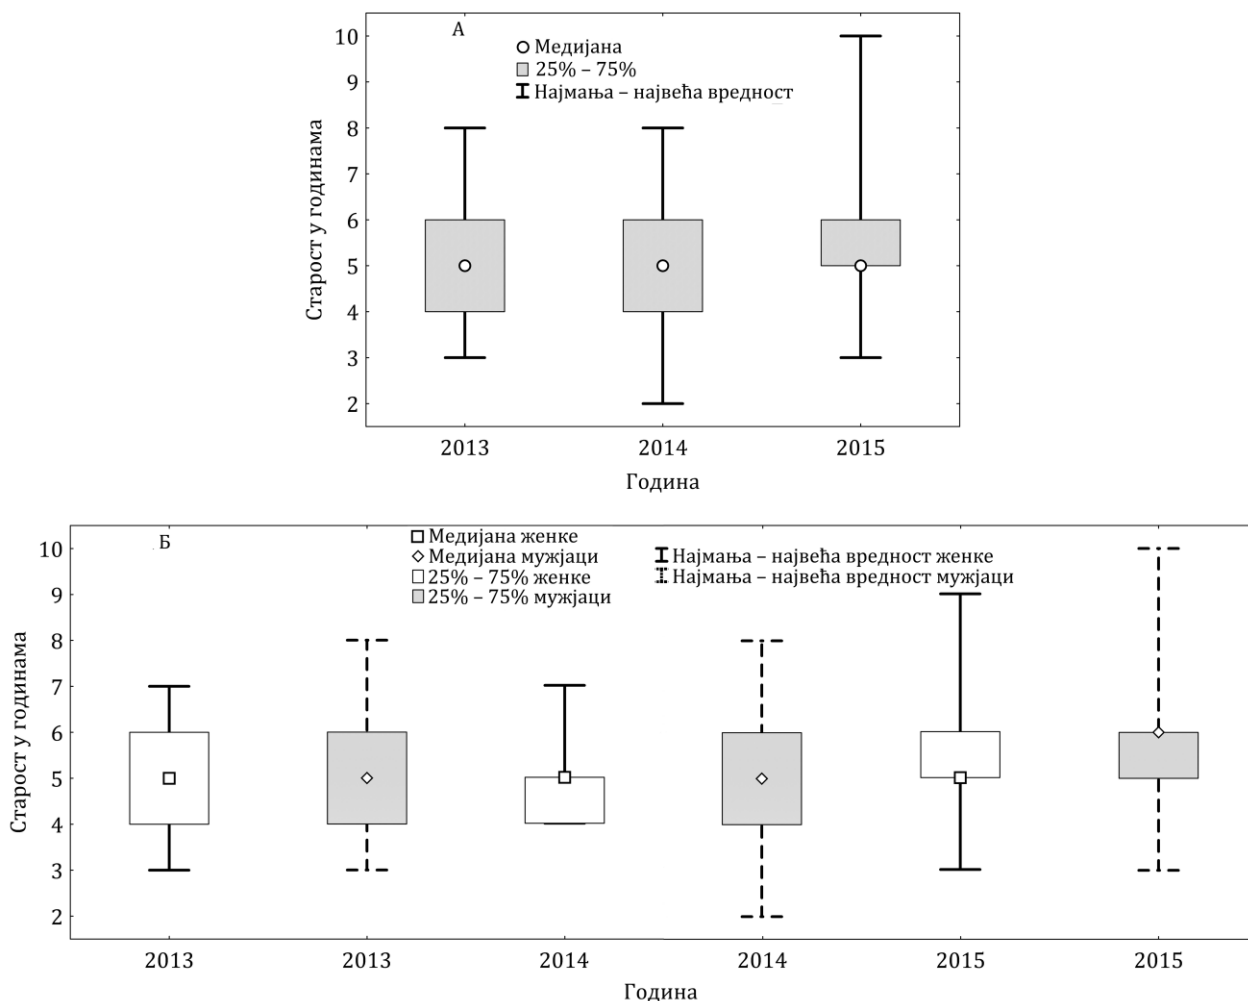 А
Медијана
25% – 75%
Најмања – највећа вредност
10
9
8
7
6
5
4
3
2
Старост у годинама
2013 2014 2015
Година
Б
Медијана женке
Медијана мужјаци
25% – 75% женке
25% – 75% мужјаци
Најмања – највећа вредност женке
Најмања – највећа вредност мужјаци
10
9
8
7
6
5
4
3
2
Старост у годинама
2013 2013 2014 2014 2015 2015
Година